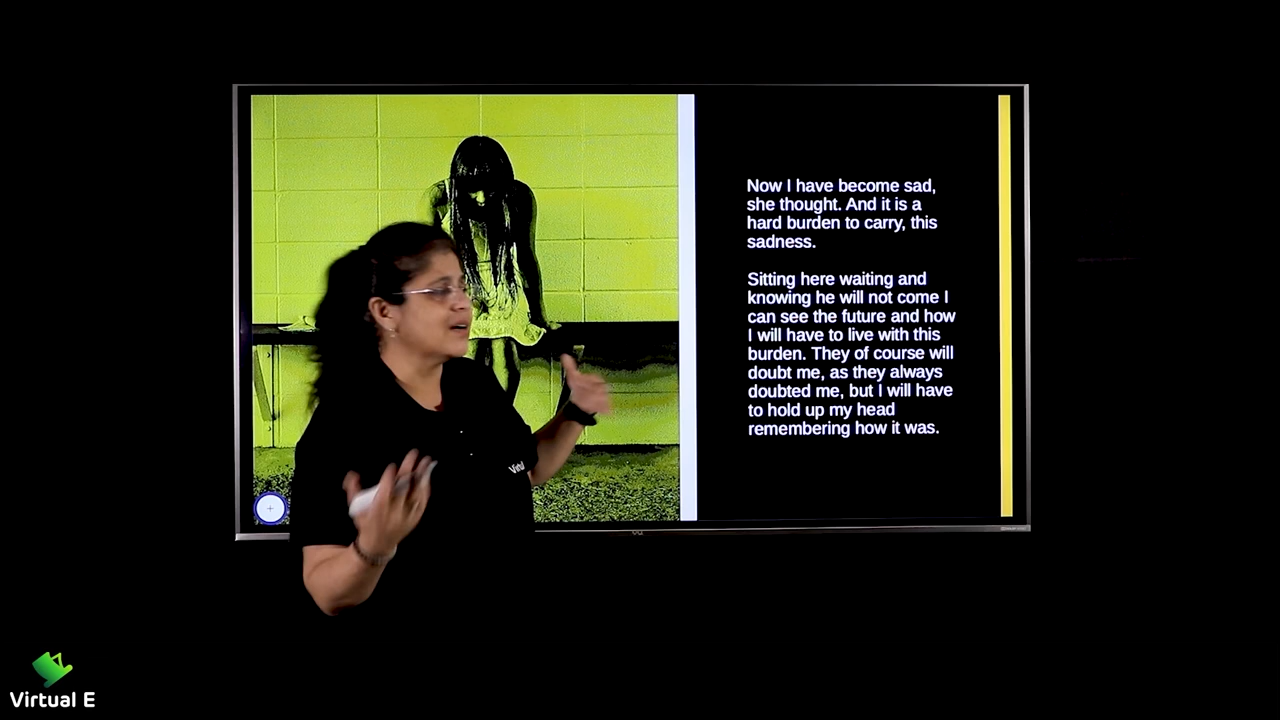 Now I have become sad,
she thought. And it is a
hard burden to carry, this
sadness.
Sitting here waiting and
knowing he will not come I
can see the future and how
I will have to live with this
burden. They of course will
doubt me, as they always
doubted me, but I will have
to hold up my head
remembering how it was.
Virtual E